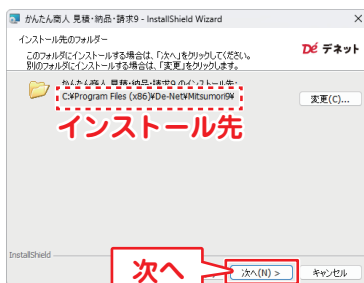 かんたん商人 見積・納品・請求9 - InstallShield Wizard
インストール先のフォルダー
このフォルダにインストールする場合は、「次へ」をクリックしてください。
別のフォルダにインストールする場合は、「変更」をクリックします。
Dé デネット
かんたん商人 見積・納品・請求9 のインストール先:
C:¥Program Files (x86)¥De-Net¥Mitsumori9¥
変更(C)...
インストール先
InstallShield
次へ
次へ(N) >
キャンセル